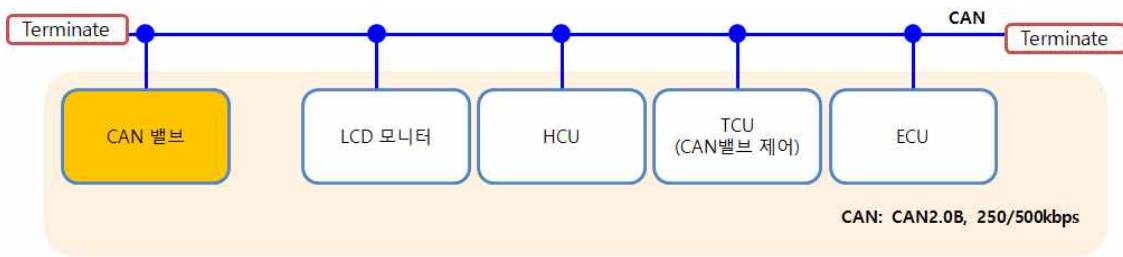 Terminate
CAN
Terminate
CAN 밸브
LCD 모니터
HCU
TCU
(CAN밸브 제어)
ECU
CAN: CAN2.0B, 250/500kbps